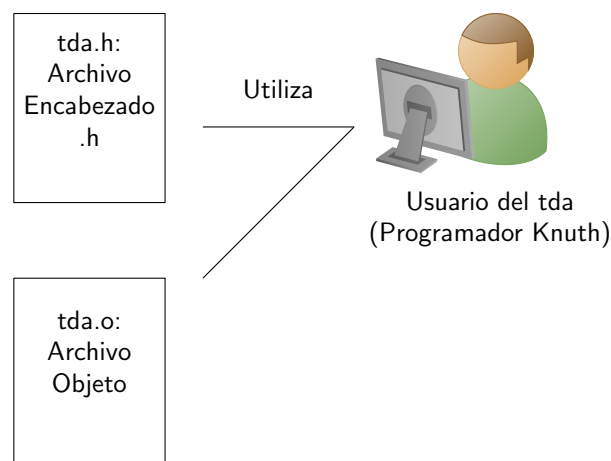 tda.h:
Archivo
Encabezado
.h
Utiliza
Usuario del tda
(Programador Knuth)
tda.o:
Archivo
Objeto